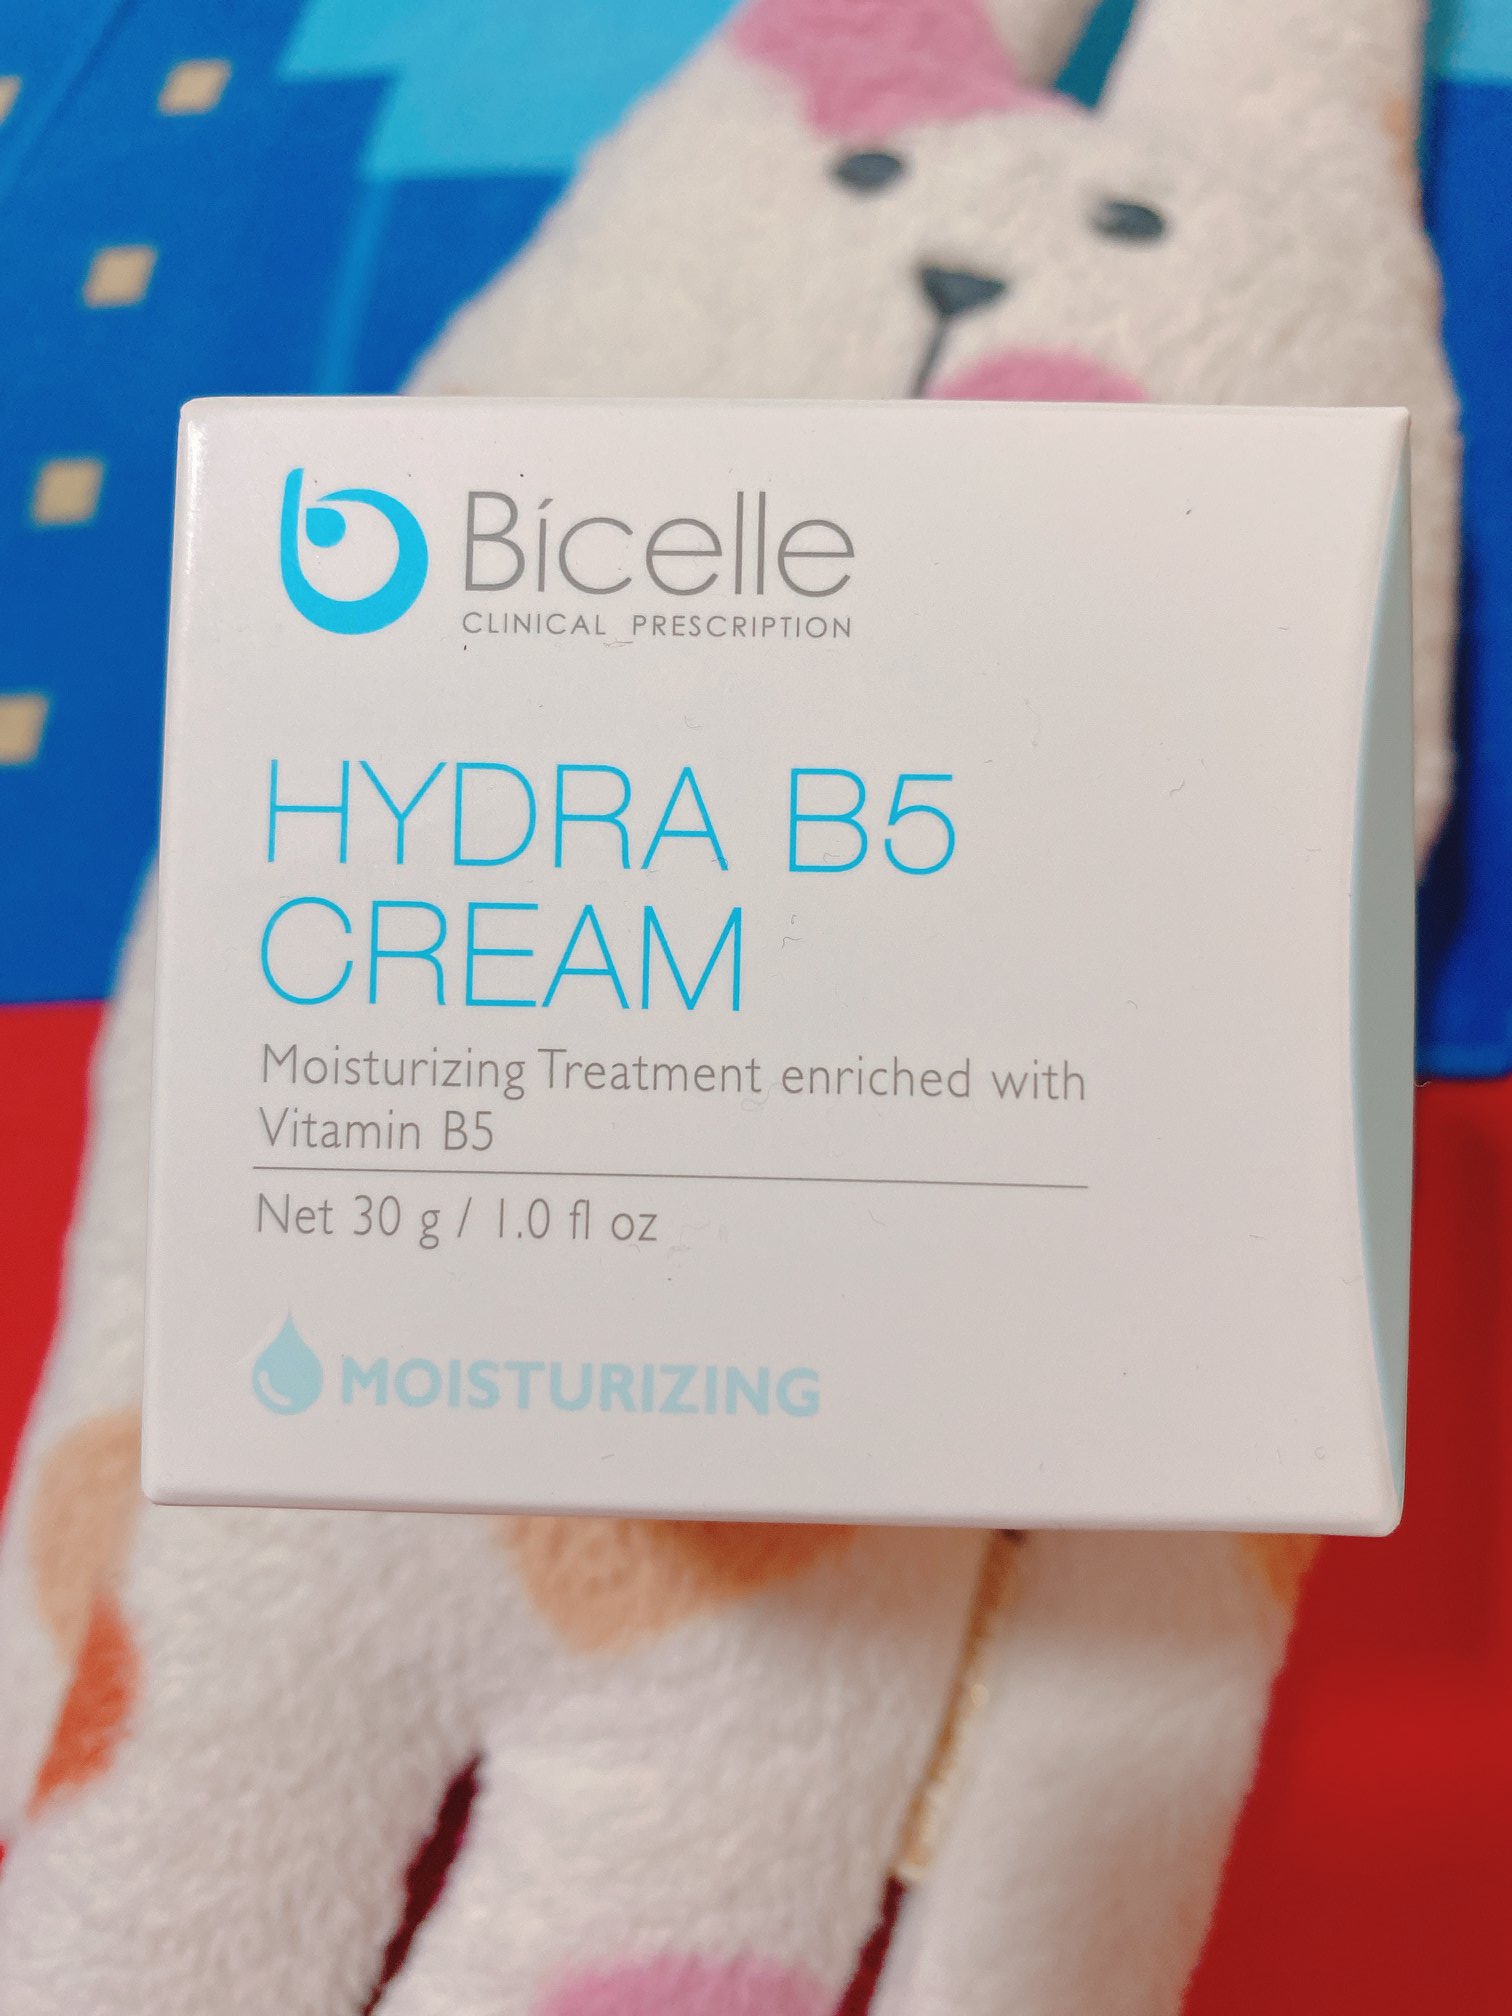 Bícelle
CLINICAL PRESCRIPTION
HYDRA B5
CREAM
Moisturizing Treatment enriched with
Vitamin B5
Net 30 g / 1.0 fl oz
MOISTURIZING